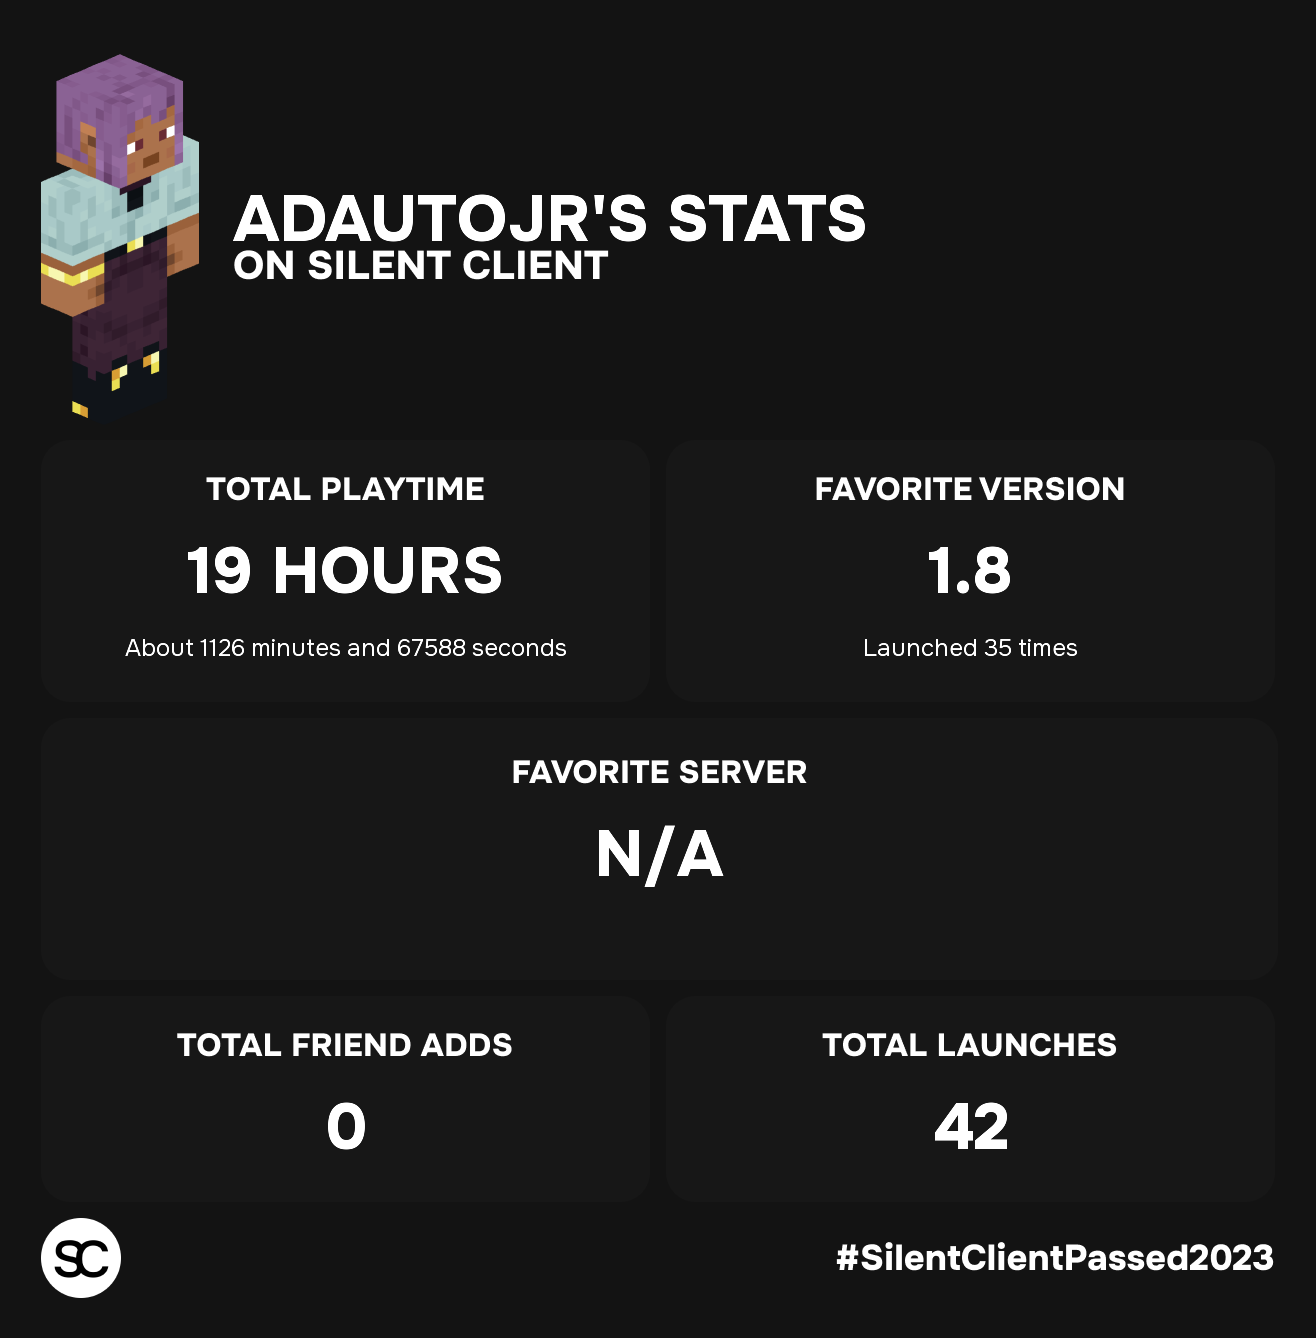 ADAUTOJR'S STATS
ON SILENT CLIENT
TOTAL PLAYTIME
19 HOURS
About 1126 minutes and 67588 seconds
FAVORITE VERSION
1.8
Launched 35 times
FAVORITE SERVER
N/A
TOTAL FRIEND ADDS
0
TOTAL LAUNCHES
42
SC
#SilentClientPassed2023